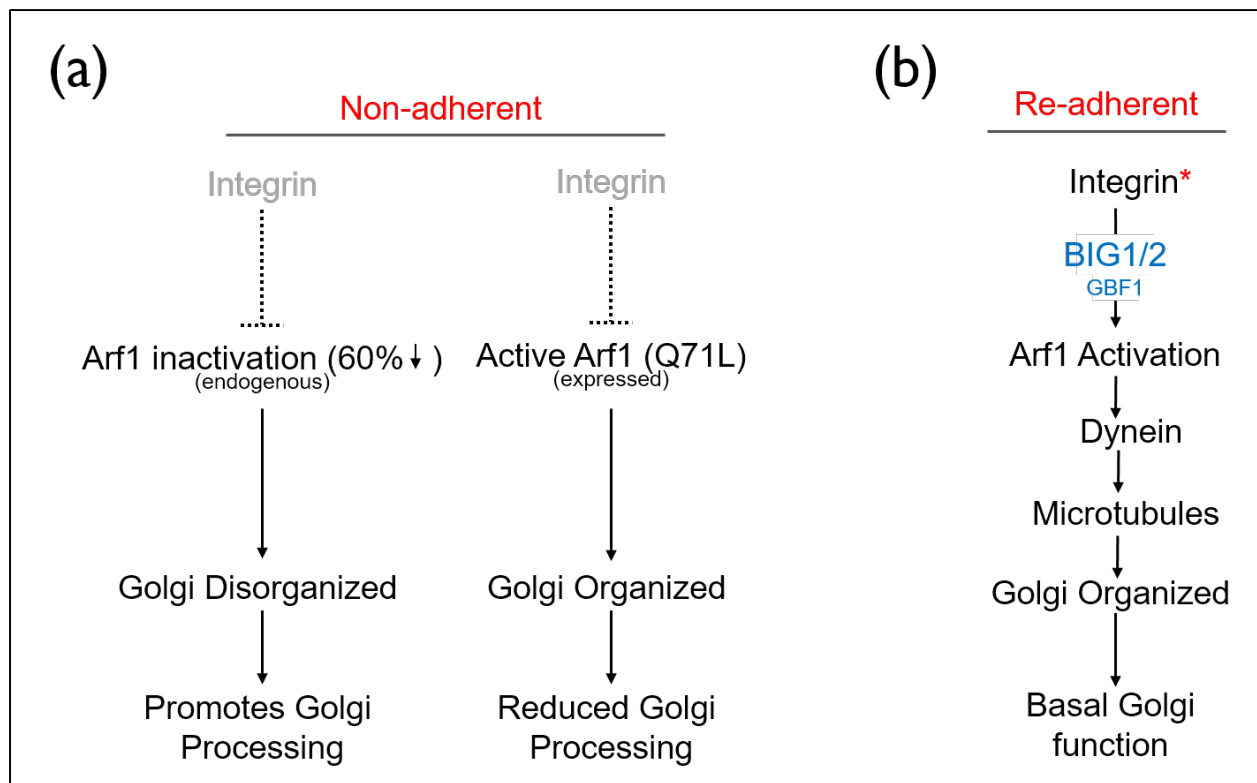 (a)
Non-adherent
Integrin
Integrin
Arf1 inactivation (60%↓ )
(endogenous)
Active Arf1 (Q71L)
(expressed)
Golgi Disorganized
Golgi Organized
Promotes Golgi
Processing
Reduced Golgi
Processing
(b)
Re-adherent
Integrin*
BIG1/2
GBF1
Arf1 Activation
Dynein
Microtubules
Golgi Organized
Basal Golgi
function